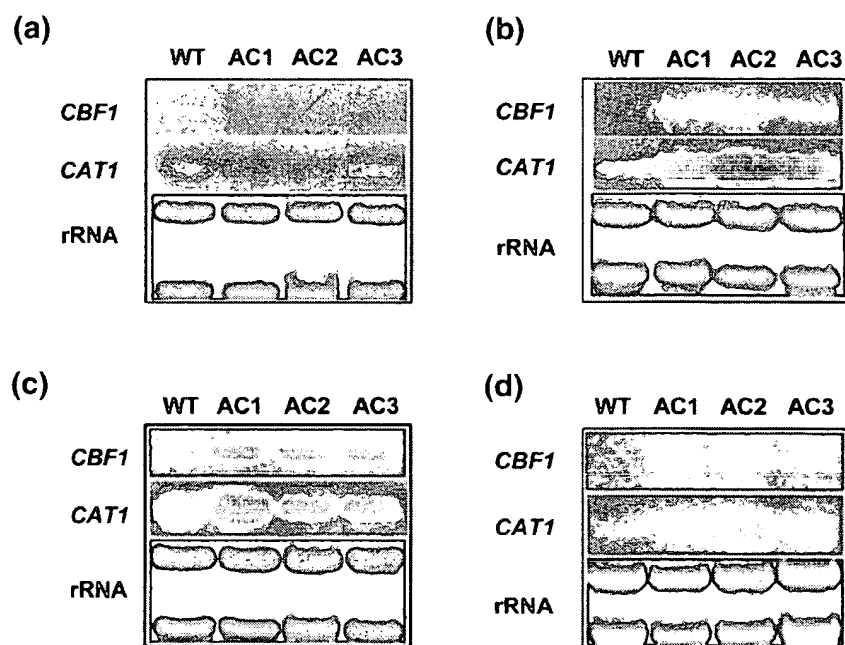 (a)
WT AC1 AC2 AC3
CBF1
CAT1
rRNA
(b)
WT AC1 AC2 AC3
CBF1
CAT1
rRNA
(c)
WT AC1 AC2 AC3
CBF1
CAT1
rRNA
(d)
WT AC1 AC2 AC3
CBF1
CAT1
rRNA